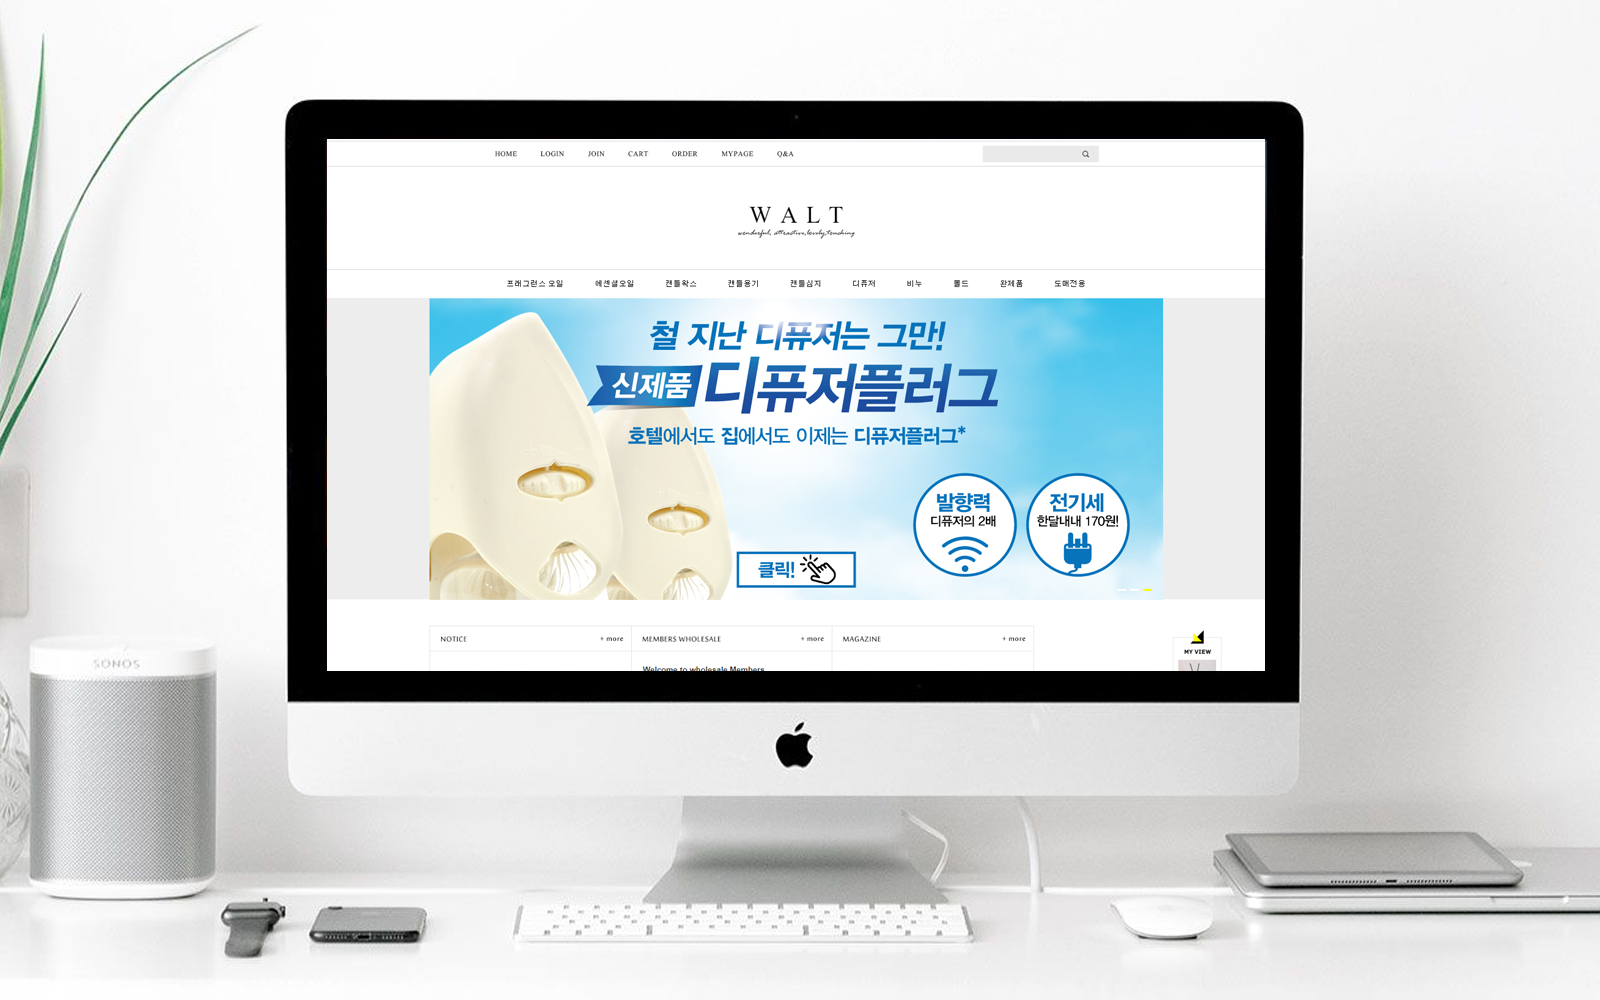 HOME LOGIN JOIN CART ORDER MYPAGE Q&A
WALT
wonderful, attractive, lovely, touching
프래그런스 오일 에센셜오일 캔들왁스 캔들용기 캔들심지 디퓨저 비누 몰드 완제품 도매전용
철 지난 디퓨저는 그만!
신제품 디퓨저플러그
호텔에서도 집에서도 이제는 디퓨저플러그*
발향력
디퓨저의 2배
전기세
한달내내 170원!
클릭!
NOTICE + more
MEMBERS WHOLESALE + more
MAGAZINE + more
MY VIEW
Welcome to wholesale Members
SONOS